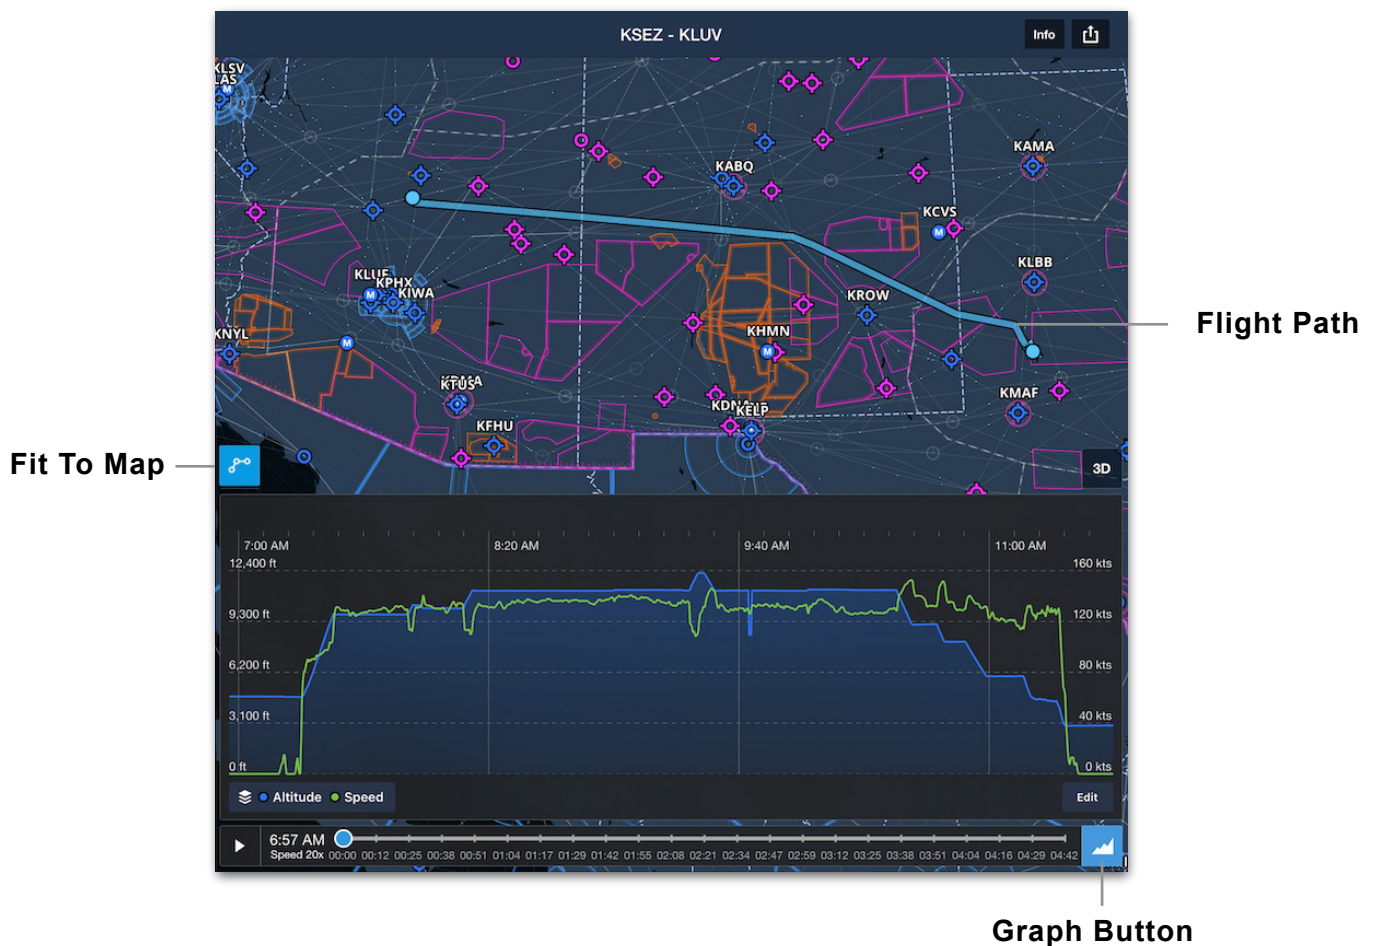 KSEZ - KLUV
Info
KLSV
LAS
M
KABQ
KAMA
KCVS
M
KLBB
KLUF
KPHX
M
KIWA
KROW
Flight Path
KNYL
M
KHMN
M
KTUS
KMAF
KELP
KFHU
Fit To Map
3D
7:00 AM 8:20 AM 9:40 AM 11:00 AM
12,400 ft 160 kts
9,300 ft 120 kts
6,200 ft 80 kts
3,100 ft 40 kts
0 ft 0 kts
Altitude Speed Edit
6:57 AM
Speed 20x 00:00 00:12 00:25 00:38 00:51 01:04 01:17 01:29 01:42 01:55 02:08 02:21 02:34 02:47 02:59 03:12 03:25 03:38 03:51 04:04 04:16 04:29 04:42
Graph Button